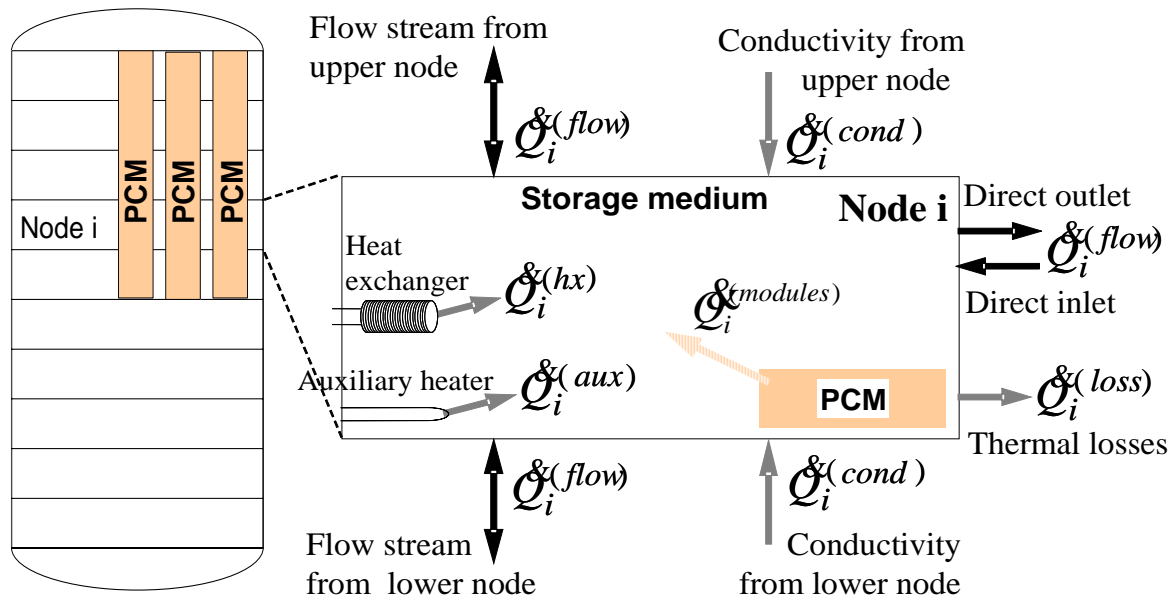 PCM
PCM
PCM
Node i
Flow stream from
upper node
Q&i(flow)
Conductivity from
upper node
Q&i(cond)
Storage medium
Node i
Direct outlet
Q&i(flow)
Direct inlet
Heat
exchanger
Q&i(hx)
Q&i(modules)
Auxiliary heater
Q&i(aux)
PCM
Q&i(loss)
Thermal losses
Q&i(flow)
Q&i(cond)
Flow stream
from lower node
Conductivity
from lower node